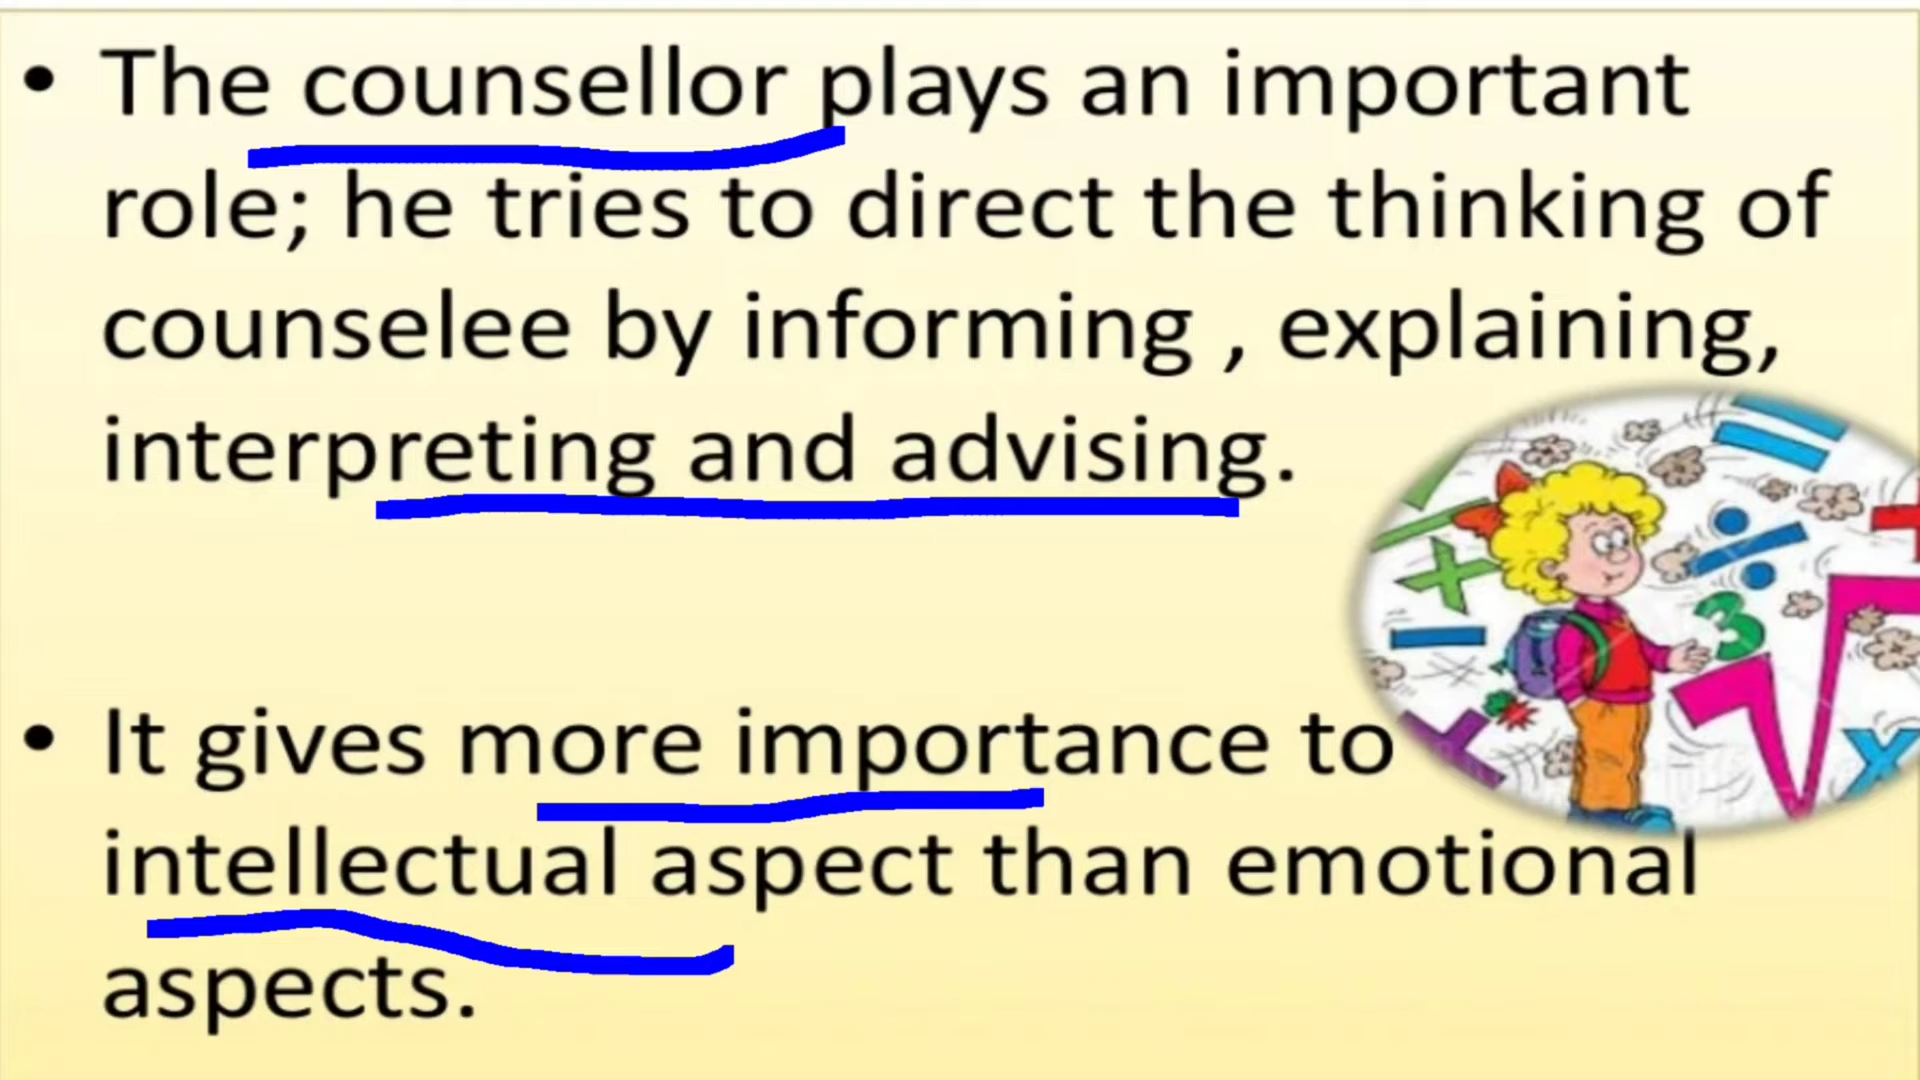 • The counsellor plays an important
role; he tries to direct the thinking of
counselee by informing , explaining,
interpreting and advising.
• It gives more importance to
intellectual aspect than emotional
aspects.